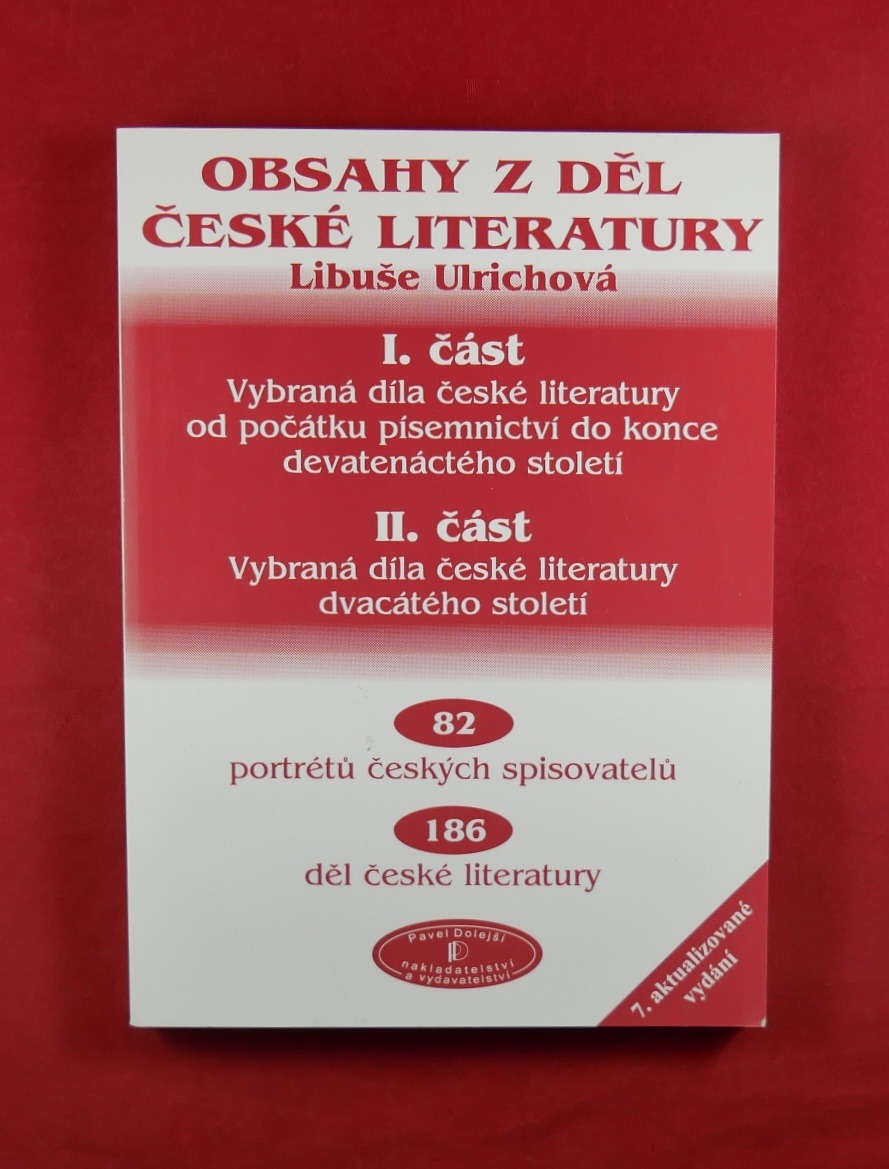 OBSAHY Z DĚL
ČESKÉ LITERATURY
Libuše Ulrichová
I. část
Vybraná díla české literatury
od počátku písemnictví do konce
devatenáctého století
II. část
Vybraná díla české literatury
dvacátého století
82
portrétů českých spisovatelů
186
děl české literatury
Pavel Dolejší
nakladatelství
a vydavatelství
7. aktualizované
vydání